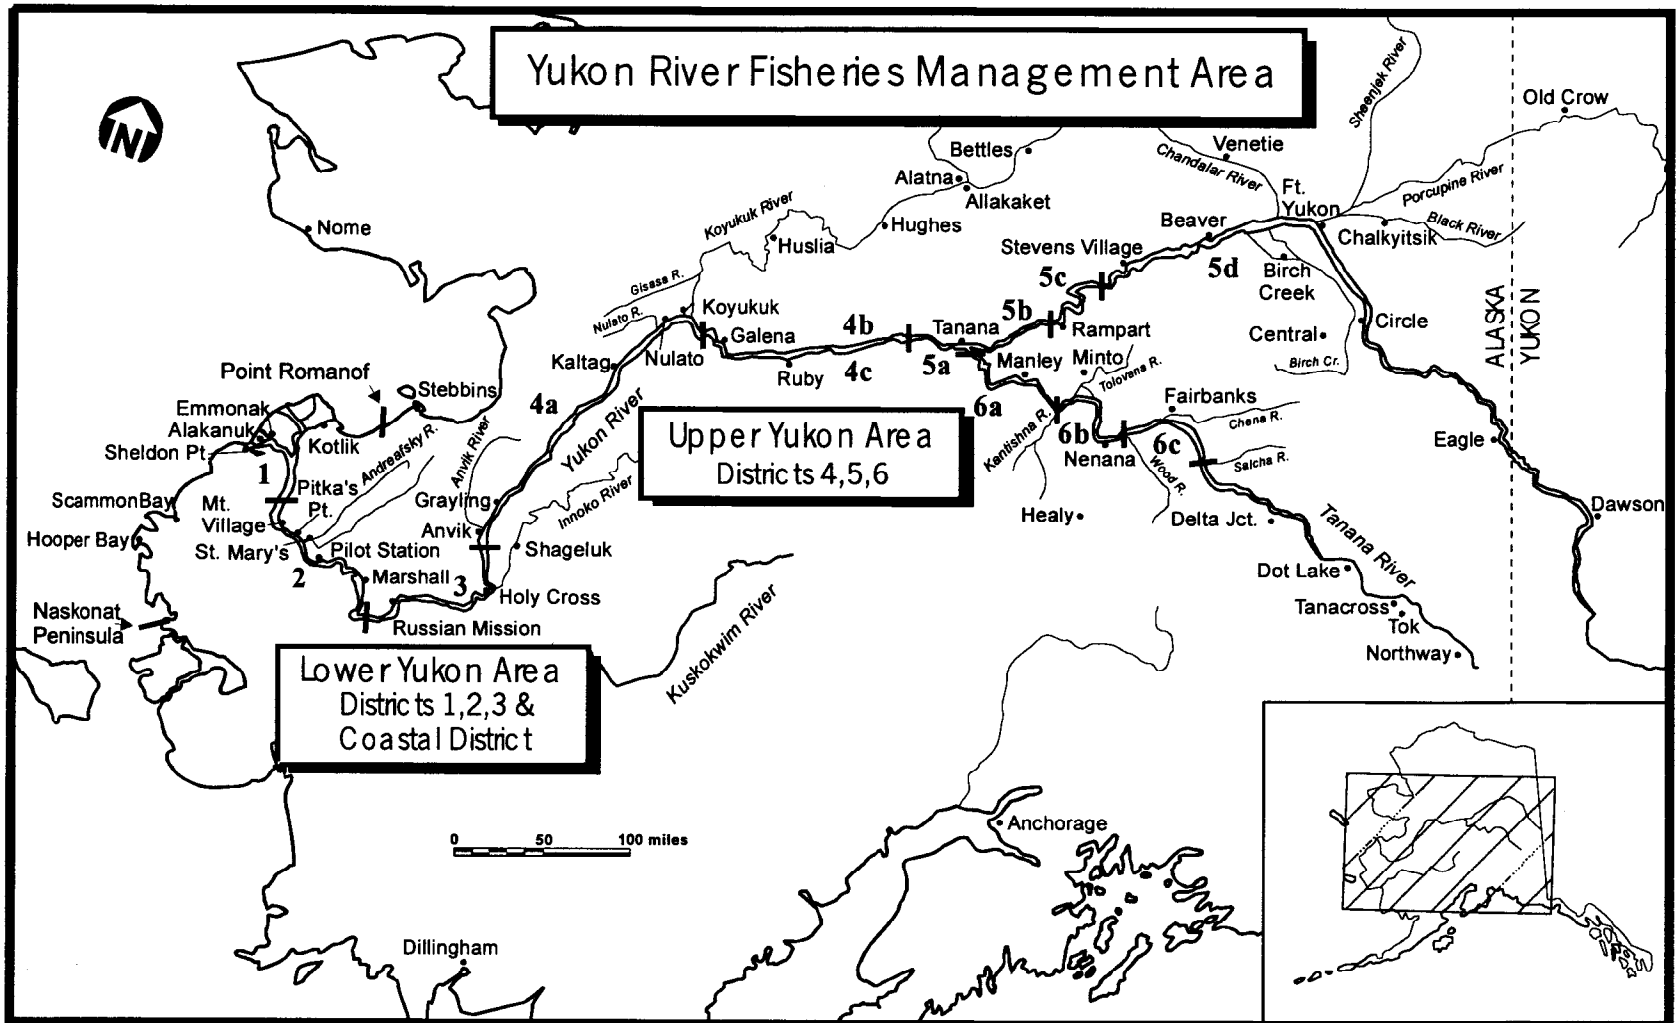 Yukon River Fisheries Management Area
N
Sheenjek River
Old Crow
Venetie
Bettles
Chandalar River
Alatna
Ft.
Yukon
Porcupine River
Allakaket
Koyukuk River
Beaver
Black River
Nome
Hughes
Chalkyitsik
Huslia
Stevens Village
5c
5d
Birch
Creek
Gisasa R.
ALASKA
YUKON
Koyukuk
Nulato R.
5b
Galena
4b
Tanana
Rampart
Central
Circle
Nulato
Kaltag
Manley
Minto
Birch Cr.
Point Romanof
Ruby
4c
5a
Tolovana R.
Stebbins
4a
6a
Fairbanks
Emmonak
Alakanuk
Yukon River
Upper Yukon Area
Districts 4,5,6
Kantishna R.
Chena R.
Kotlik
Andreafsky R.
Anvik River
6b
6c
Eagle
Sheldon Pt.
Nenana
Salcha R.
1
Wood R.
Pitka's
Pt.
Scammon Bay
Mt.
Village
Grayling
Innoko River
Dawson
Healy
Delta Jct.
Tanana River
Anvik
Hooper Bay
St. Mary's
Pilot Station
Shageluk
2
Marshall
3
Dot Lake
Holy Cross
Naskonat
Peninsula
Kuskokwim River
Tanacross
Tok
Russian Mission
Northway
Lower Yukon Area
Districts 1,2,3 &
Coastal District
0 50 100 miles
Anchorage
Dillingham